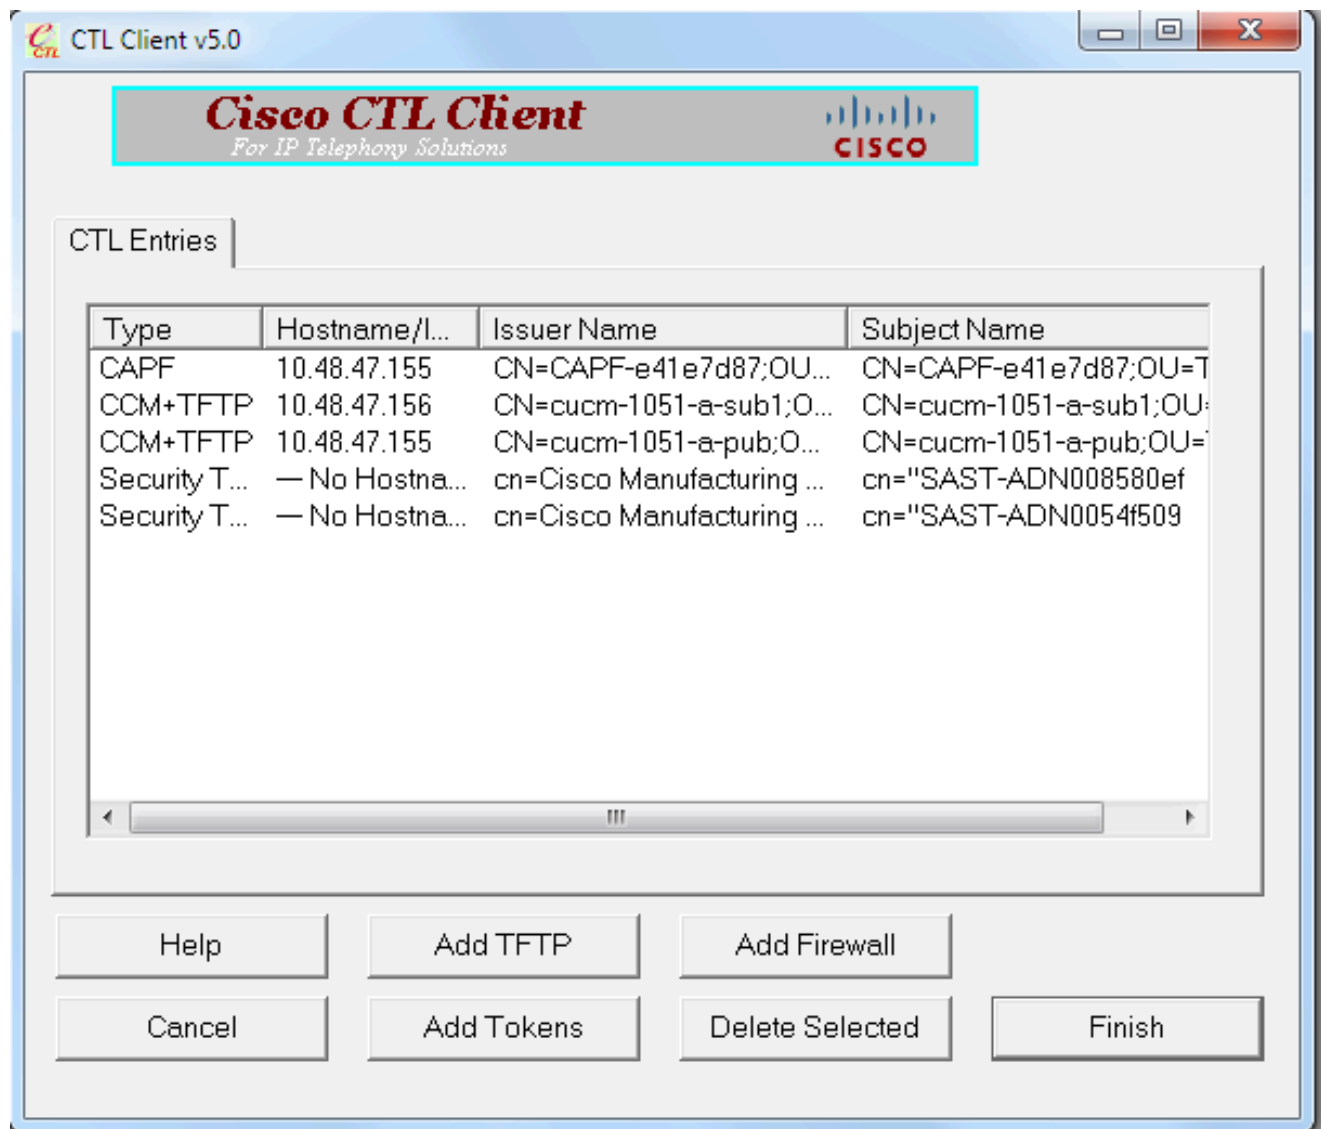 CTL Client v5.0
Cisco CTL Client
For IP Telephony Solutions
CISCO
CTL Entries
Type Hostname/I... Issuer Name Subject Name
CAPF 10.48.47.155 CN=CAPF-e41e7d87;OU... CN=CAPF-e41e7d87;OU=T
CCM+TFTP 10.48.47.156 CN=cucm-1051-a-sub1;O... CN=cucm-1051-a-sub1;OU=
CCM+TFTP 10.48.47.155 CN=cucm-1051-a-pub;O... CN=cucm-1051-a-pub;OU=
Security T... — No Hostna... cn=Cisco Manufacturing ... cn="SAST-ADN008580ef
Security T... — No Hostna... cn=Cisco Manufacturing ... cn="SAST-ADN0054f509
Help Add TFTP Add Firewall
Cancel Add Tokens Delete Selected Finish